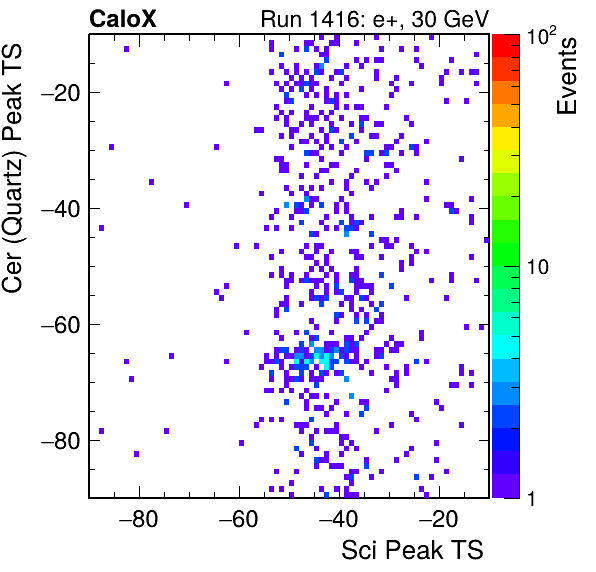 CaloX Run 1416: e+, 30 GeV
Cer (Quartz) Peak TS
−20
−40
−60
−80
−80 −60 −40 −20
Sci Peak TS
10²
10
1
Events